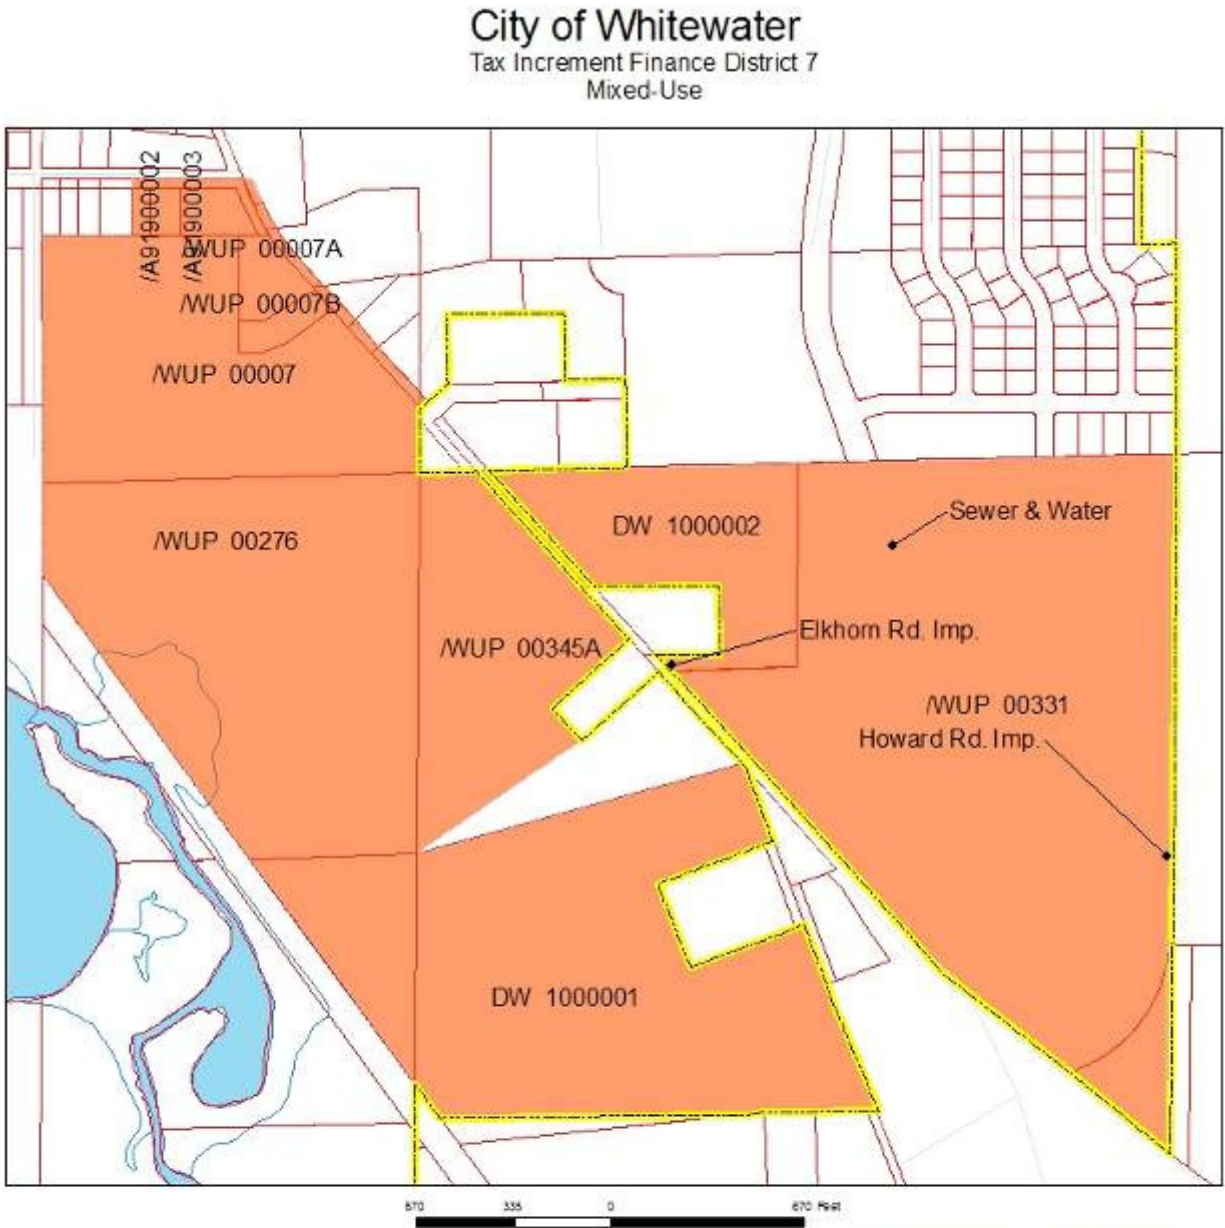 City of Whitewater
Tax Increment Finance District 7
Mixed-Use
/A91900002
/A91900003
/WUP 00007A
/WUP 00007B
/WUP 00007
/WUP 00276
DW 1000002
Sewer & Water
/WUP 00345A
Elkhorn Rd. Imp.
/WUP 00331
Howard Rd. Imp.
DW 1000001
670 335 0 670 Feet